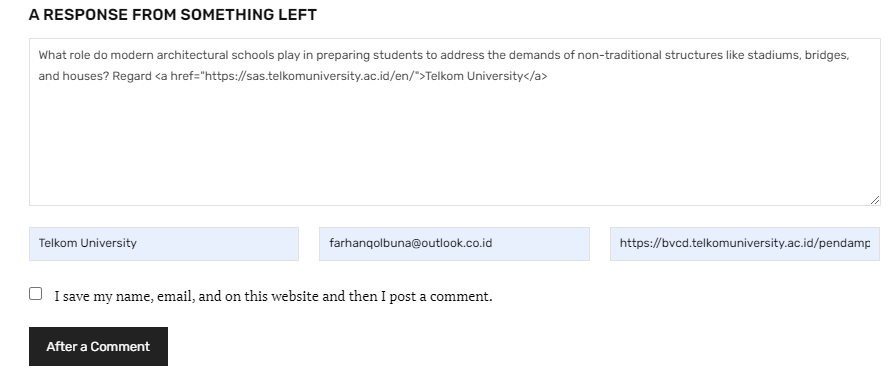 A RESPONSE FROM SOMETHING LEFT
What role do modern architectural schools play in preparing students to address the demands of non-traditional structures like stadiums, bridges,
and houses? Regard <a href="https://sas.telkomuniversity.ac.id/en/">Telkom University</a>
Telkom University
farhanqolbuna@outlook.co.id
https://bvcd.telkomuniversity.ac.id/pendamp
I save my name, email, and on this website and then I post a comment.
After a Comment